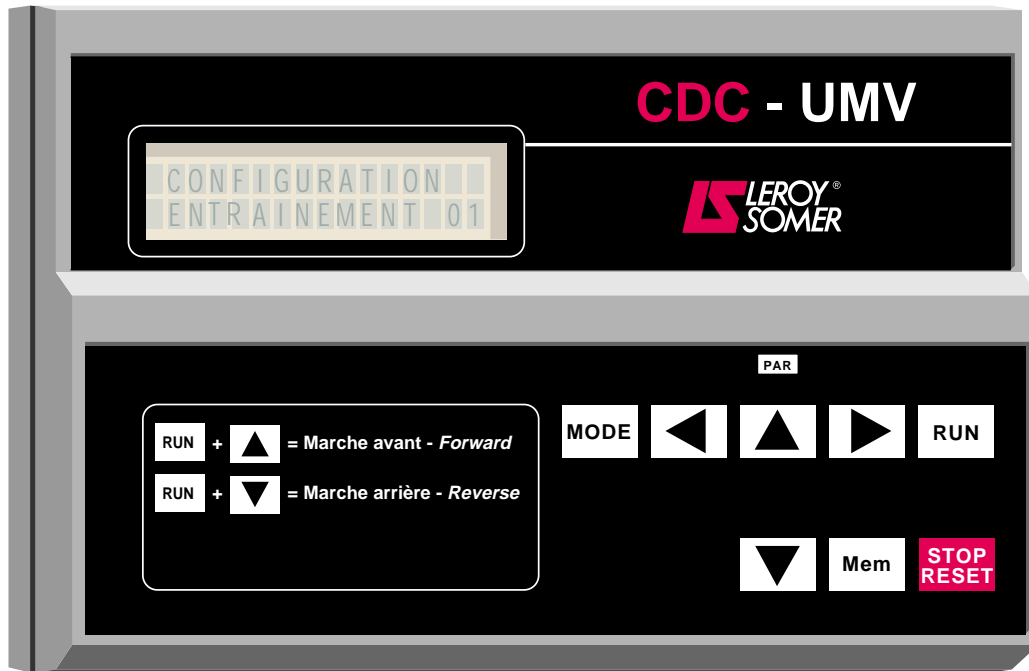 CDC - UMV
CONFIGURATION
ENTRAINEMENT 01
LEROY®
SOMER
PAR
MODE
RUN
RUN + = Marche avant - Forward
RUN + = Marche arrière - Reverse
Mem
STOP
RESET